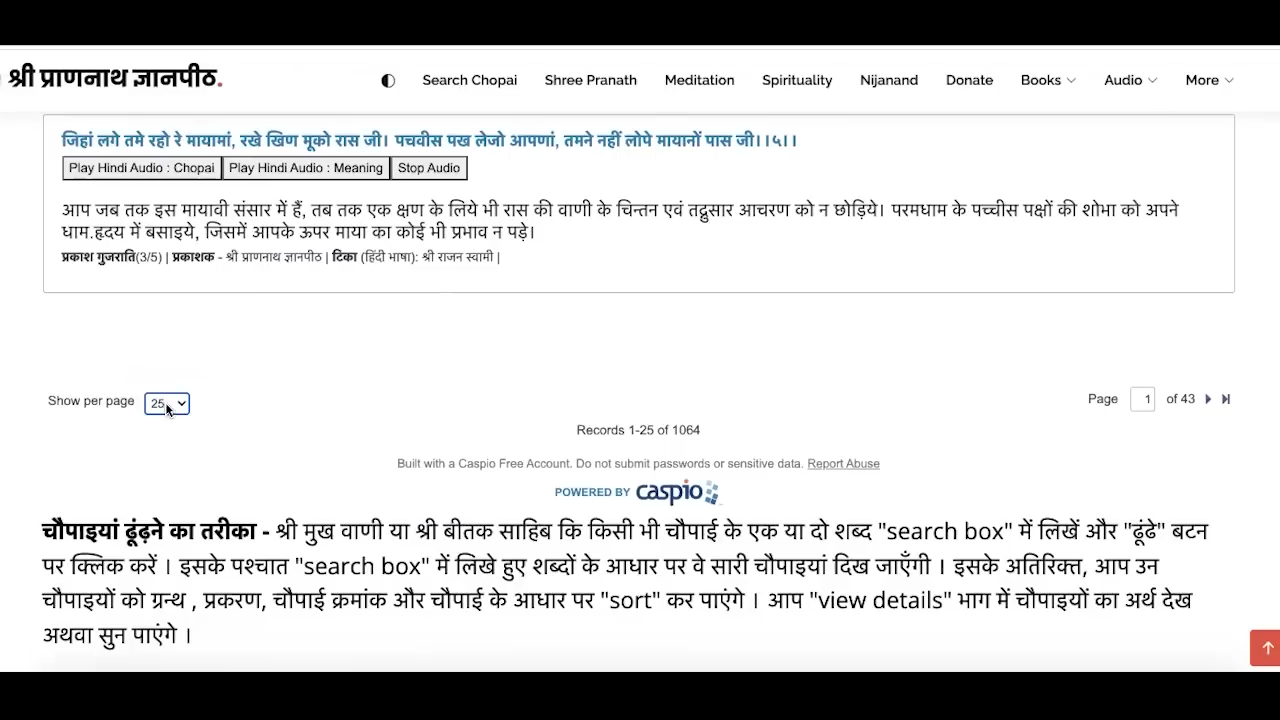 श्री प्राणनाथ ज्ञानपीठ.
Search Chopai Shree Pranath Meditation Spirituality Nijanand Donate Books Audio More
जिहां लगे तमे रहो रे मायामां, रखे खिण मूको रास जी। पचवीस पख लेजो आपणां, तमने नहीं लोपे मायानों पास जी।।५।।
Play Hindi Audio : Chopai Play Hindi Audio : Meaning Stop Audio
आप जब तक इस मायावी संसार में हैं, तब तक एक क्षण के लिये भी रास की वाणी के चिन्तन एवं तद्नुसार आचरण को न छोड़िये। परमधाम के पच्चीस पक्षों की शोभा को अपने
धाम.हृदय में बसाइये, जिसमें आपके ऊपर माया का कोई भी प्रभाव न पड़े।
प्रकाश गुजराति(3/5) | प्रकाशक - श्री प्राणनाथ ज्ञानपीठ | टिका (हिंदी भाषा): श्री राजन स्वामी |
Show per page 25 Page 1 of 43
Records 1-25 of 1064
Built with a Caspio Free Account. Do not submit passwords or sensitive data. Report Abuse
POWERED BY caspio
चौपाइयां ढूंढ़ने का तरीका - श्री मुख वाणी या श्री बीतक साहिब कि किसी भी चौपाई के एक या दो शब्द "search box" में लिखें और "ढूंढे" बटन
पर क्लिक करें । इसके पश्चात "search box" में लिखे हुए शब्दों के आधार पर वे सारी चौपाइयां दिख जाएँगी । इसके अतिरिक्त, आप उन
चौपाइयों को ग्रन्थ , प्रकरण, चौपाई क्रमांक और चौपाई के आधार पर "sort" कर पाएंगे । आप "view details" भाग में चौपाइयों का अर्थ देख
अथवा सुन पाएंगे ।